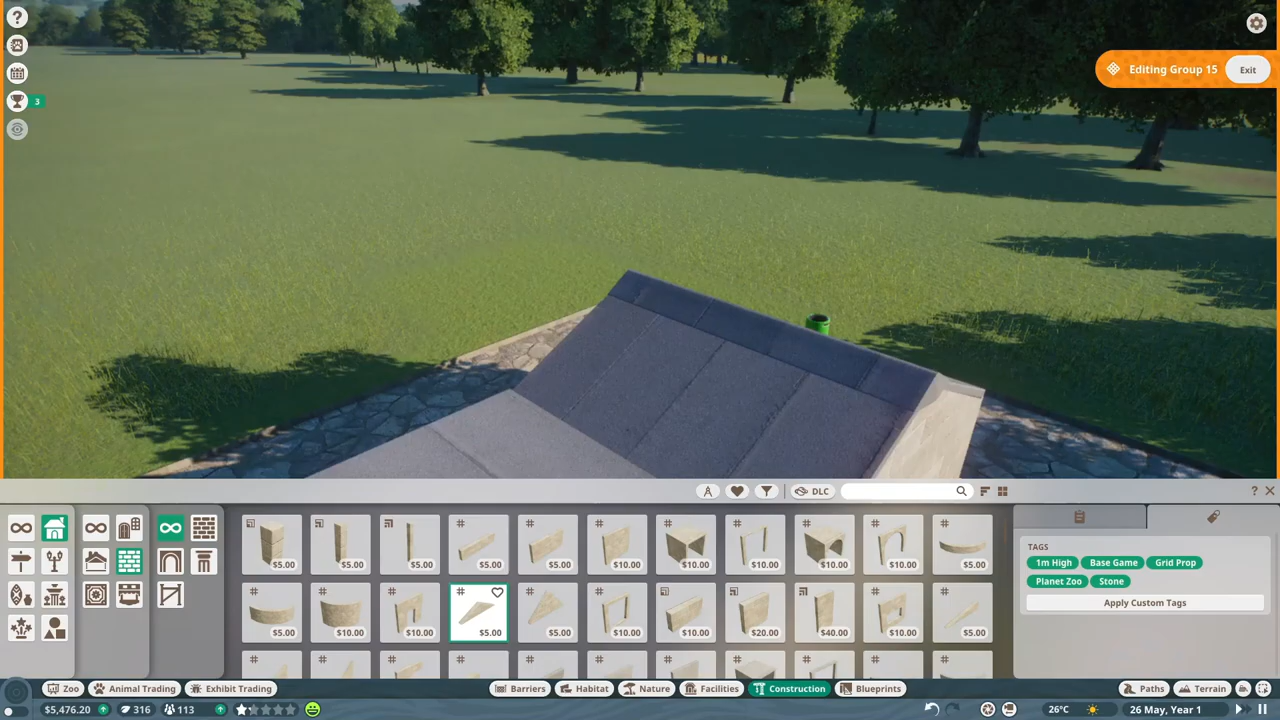 ?
3
Editing Group 15
Exit
DLC
?
$5.00 $5.00 $5.00 $5.00 $5.00 $10.00 $10.00 $10.00 $10.00 $10.00 $5.00
$5.00 $10.00 $10.00 $5.00 $5.00 $10.00 $10.00 $20.00 $40.00 $10.00 $5.00
TAGS
1m High Base Game Grid Prop
Planet Zoo Stone
Apply Custom Tags
Zoo Animal Trading Exhibit Trading Barriers Habitat Nature Facilities Construction Blueprints Paths Terrain
$5,476.20 316 113 26°C 26 May, Year 1